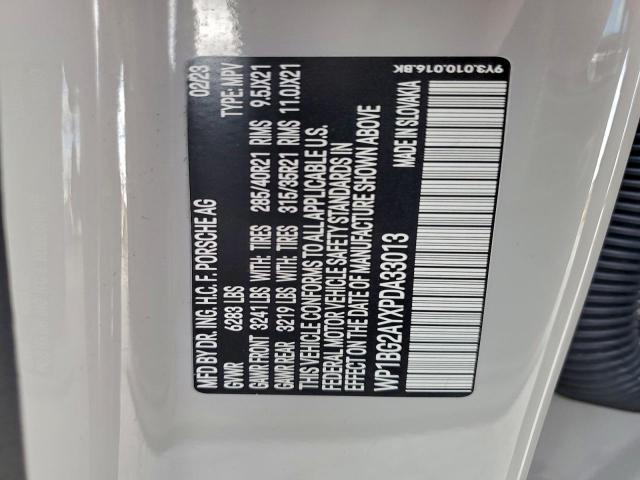 MFD BY DR. ING. H.C. F. PORSCHE AG 02/23
GVWR 6283 LBS TYPE: MPV
GAWR FRONT 3247 LBS WITH: TIRES 285/40R21 RIMS 9.5JX21
GAWR REAR 3219 LBS WITH: TIRES 315/35R21 RIMS 11.0JX21
THIS VEHICLE CONFORMS TO ALL APPLICABLE U.S.
FEDERAL MOTOR VEHICLE SAFETY STANDARDS IN
EFFECT ON THE DATE OF MANUFACTURE SHOWN ABOVE
WP1BG2AYXPDA33013
MADE IN SLOVAKIA
9Y3.010.016.BK